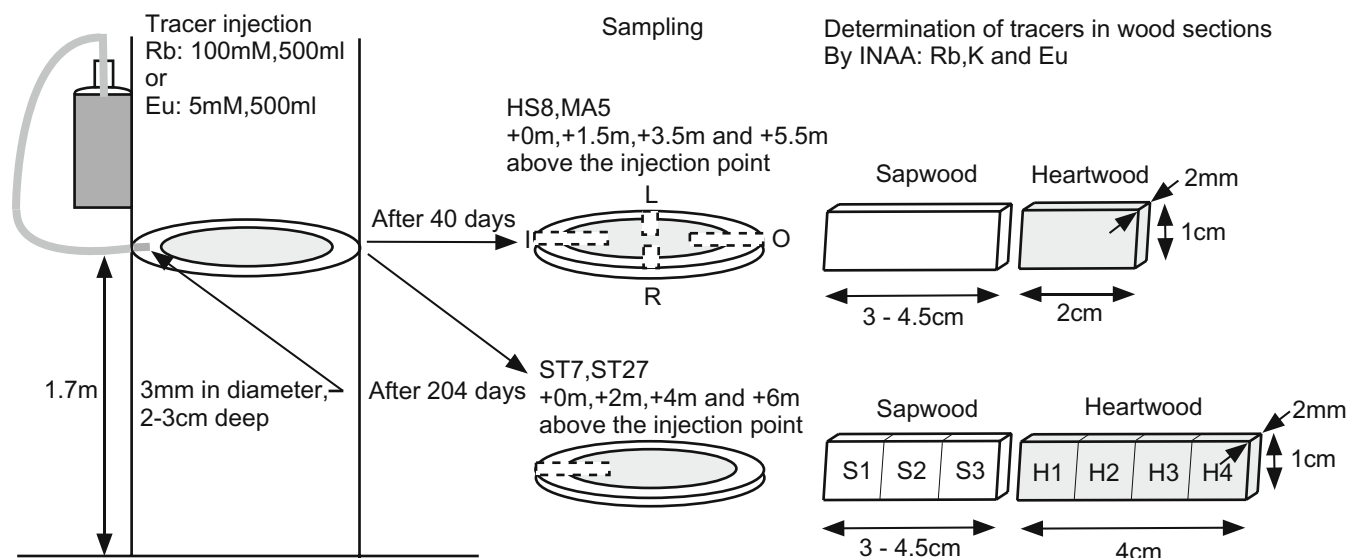 Tracer injection
Rb: 100mM,500ml
or
Eu: 5mM,500ml
1.7m
3mm in diameter,
2-3cm deep
After 40 days
After 204 days
Sampling
HS8,MA5
+0m,+1.5m,+3.5m and +5.5m
above the injection point
L
I
O
R
ST7,ST27
+0m,+2m,+4m and +6m
above the injection point
Determination of tracers in wood sections
By INAA: Rb,K and Eu
Sapwood
Heartwood
2mm
1cm
3 - 4.5cm
2cm
Sapwood
Heartwood
2mm
S1
S2
S3
H1
H2
H3
H4
1cm
3 - 4.5cm
4cm